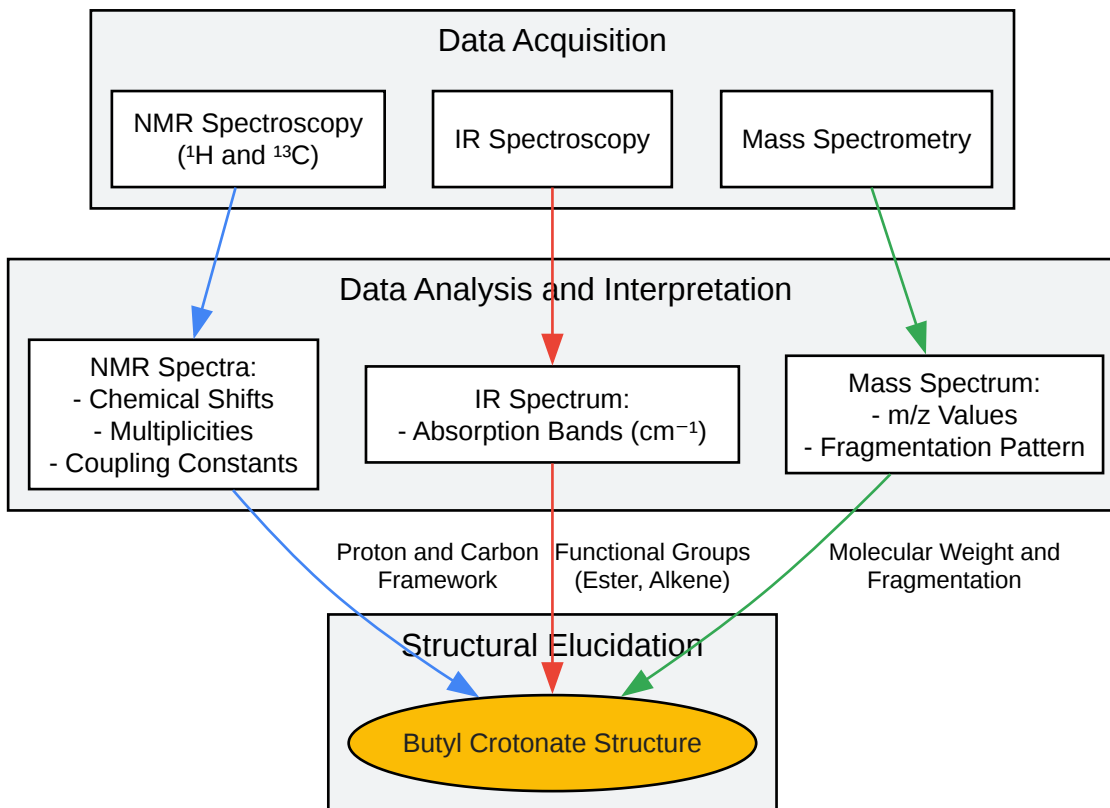 Data Acquisition
NMR Spectroscopy
(¹H and ¹³C)
IR Spectroscopy
Mass Spectrometry
Data Analysis and Interpretation
NMR Spectra:
- Chemical Shifts
- Multiplicities
- Coupling Constants
IR Spectrum:
- Absorption Bands (cm⁻¹)
Mass Spectrum:
- m/z Values
- Fragmentation Pattern
Proton and Carbon
Framework
Functional Groups
(Ester, Alkene)
Molecular Weight and
Fragmentation
Structural Elucidation
Butyl Crotonate Structure